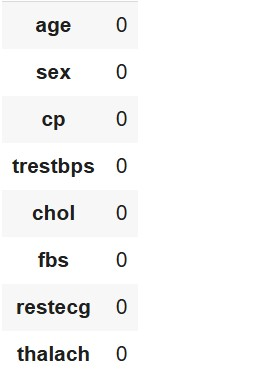 age 0
sex 0
cp 0
trestbps 0
chol 0
fbs 0
restecg 0
thalach 0